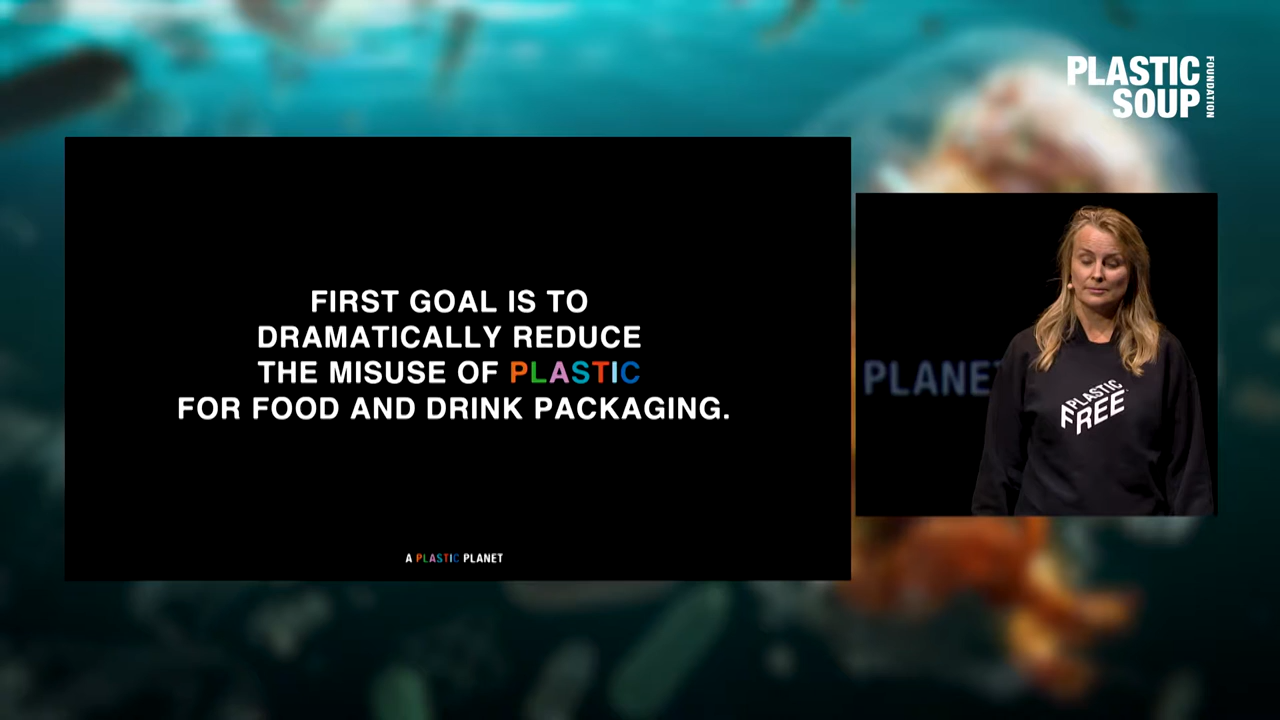 PLASTIC
SOUP
FOUNDATION
FIRST GOAL IS TO
DRAMATICALLY REDUCE
THE MISUSE OF PLASTIC
FOR FOOD AND DRINK PACKAGING.
A PLASTIC PLANET
PLANET
PLASTIC
FREE